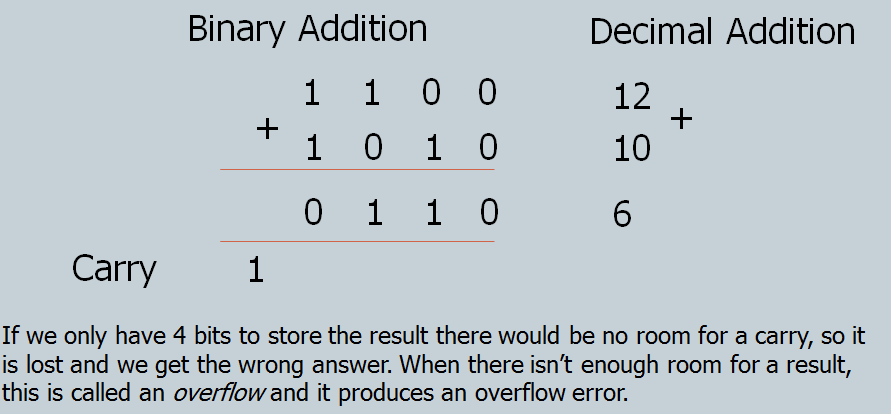 Binary Addition Decimal Addition
1 1 0 0 12
+ +
1 0 1 0 10
0 1 1 0 6
Carry 1
If we only have 4 bits to store the result there would be no room for a carry, so it
is lost and we get the wrong answer. When there isn’t enough room for a result,
this is called an overflow and it produces an overflow error.